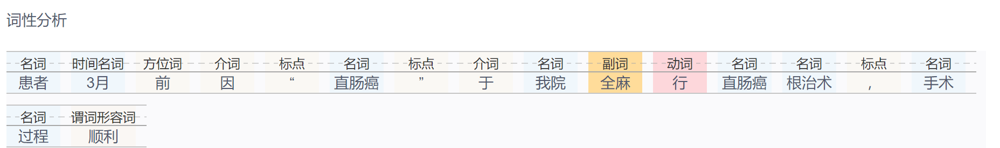 词性分析
名词 时间名词 方位词 介词 标点 名词 标点 介词 名词 副词 动词 名词 名词 标点 名词
患者 3月 前 因 “ 直肠癌 ” 于 我院 全麻 行 直肠癌 根治术 , 手术
名词 谓词形容词
过程 顺利